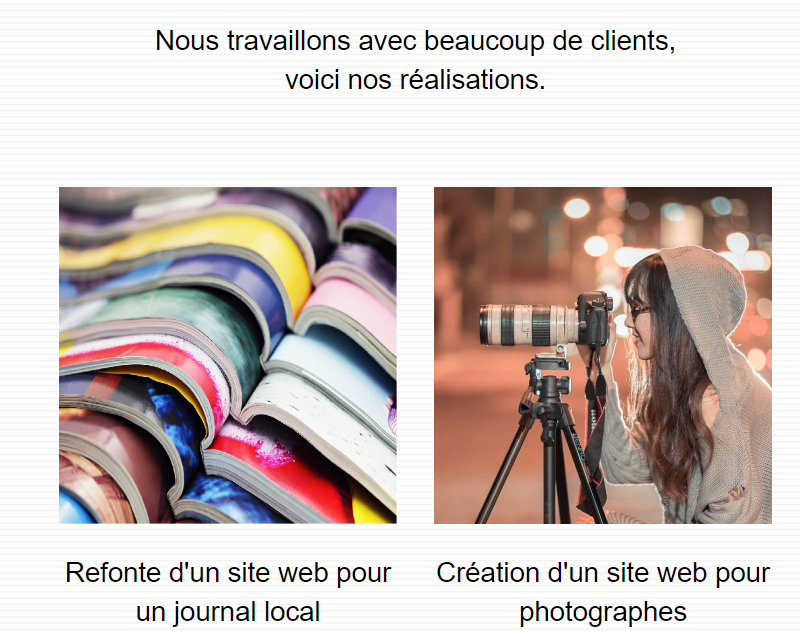 Nous travaillons avec beaucoup de clients,
voici nos réalisations.
Refonte d'un site web pour
un journal local
Création d'un site web pour
photographes